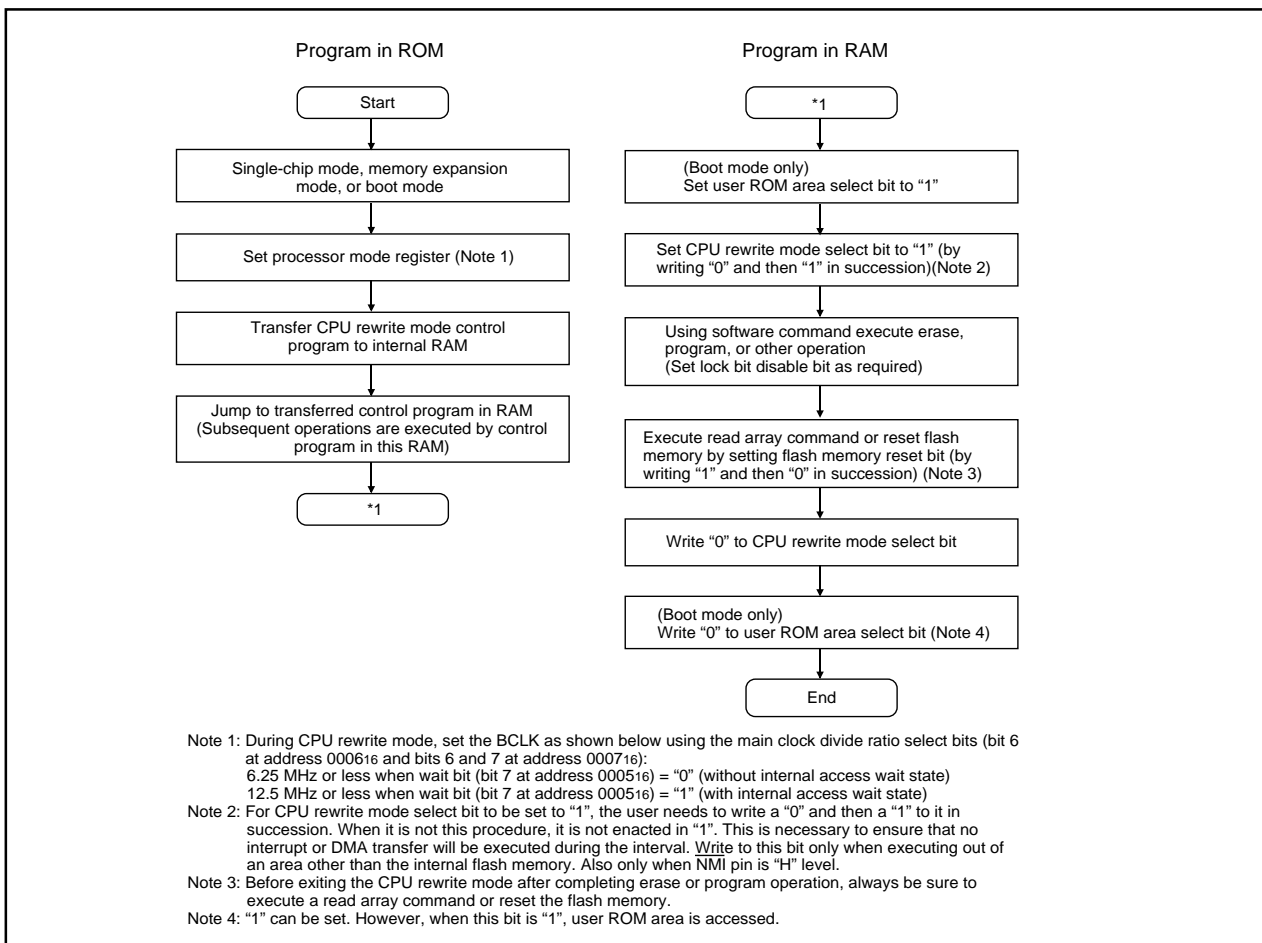 Program in ROM
Start
Single-chip mode, memory expansion
mode, or boot mode
Set processor mode register (Note 1)
Transfer CPU rewrite mode control
program to internal RAM
Jump to transferred control program in RAM
(Subsequent operations are executed by control
program in this RAM)
*1
Program in RAM
*1
(Boot mode only)
Set user ROM area select bit to “1”
Set CPU rewrite mode select bit to “1” (by
writing “0” and then “1” in succession)(Note 2)
Using software command execute erase,
program, or other operation
(Set lock bit disable bit as required)
Execute read array command or reset flash
memory by setting flash memory reset bit (by
writing “1” and then “0” in succession) (Note 3)
Write “0” to CPU rewrite mode select bit
(Boot mode only)
Write “0” to user ROM area select bit (Note 4)
End
Note 1: During CPU rewrite mode, set the BCLK as shown below using the main clock divide ratio select bits (bit 6
at address 000616 and bits 6 and 7 at address 000716):
6.25 MHz or less when wait bit (bit 7 at address 000516) = “0” (without internal access wait state)
12.5 MHz or less when wait bit (bit 7 at address 000516) = “1” (with internal access wait state)
Note 2: For CPU rewrite mode select bit to be set to “1”, the user needs to write a “0” and then a “1” to it in
succession. When it is not this procedure, it is not enacted in “1”. This is necessary to ensure that no
interrupt or DMA transfer will be executed during the interval. Write to this bit only when executing out of
an area other than the internal flash memory. Also only when NMI pin is “H” level.
Note 3: Before exiting the CPU rewrite mode after completing erase or program operation, always be sure to
execute a read array command or reset the flash memory.
Note 4: “1” can be set. However, when this bit is “1”, user ROM area is accessed.